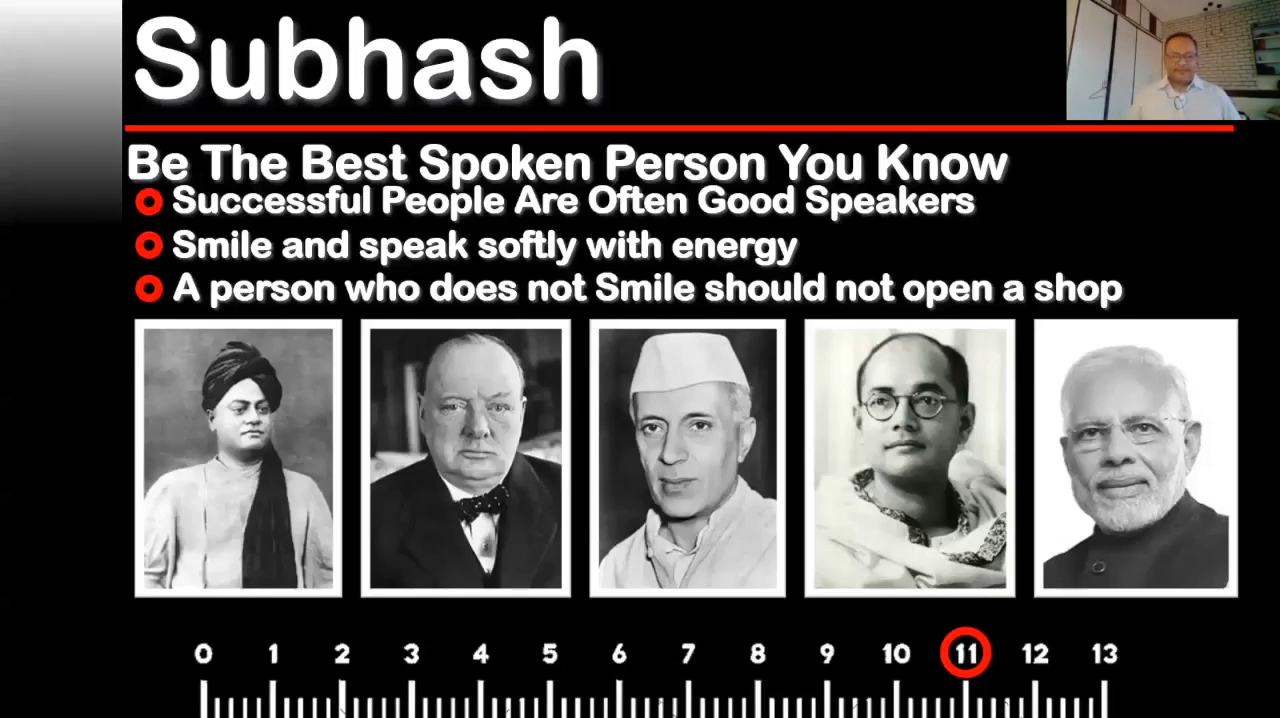 Subhash
Be The Best Spoken Person You Know
Successful People Are Often Good Speakers
Smile and speak softly with energy
A person who does not Smile should not open a shop
0 1 2 3 4 5 6 7 8 9 10 11 12 13